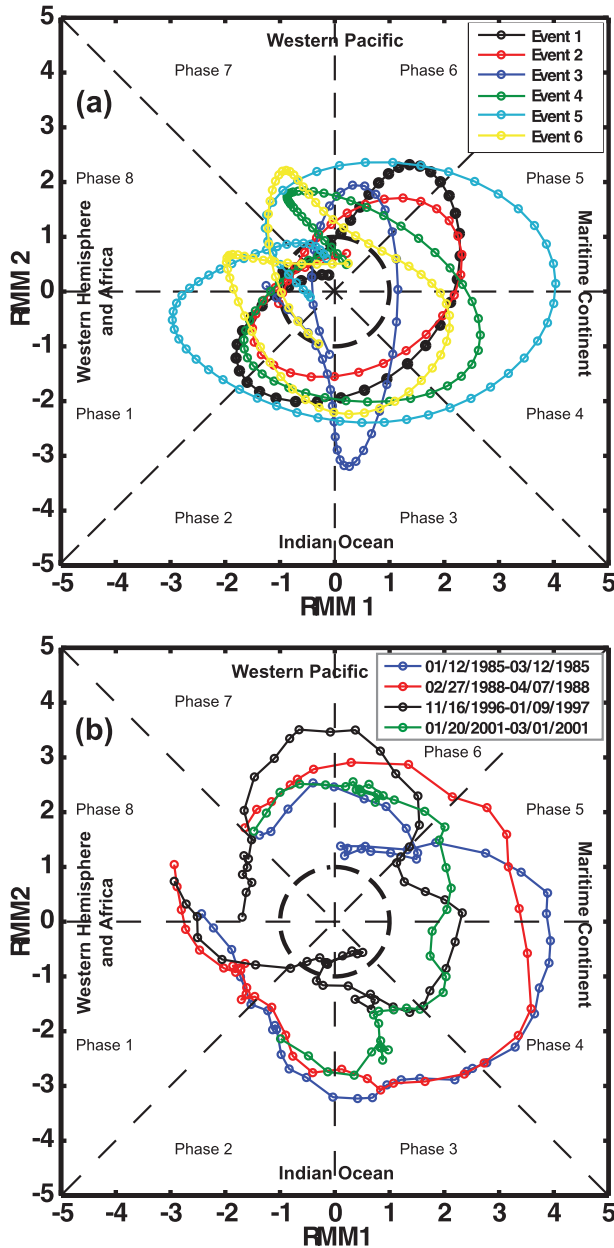 5
4
3
2
1
0
-1
-2
-3
-4
-5
RMM 2
(a)
Western Pacific
Phase 7
Phase 6
Event 1
Event 2
Event 3
Event 4
Event 5
Event 6
Phase 8
Phase 5
Western Hemisphere
and Africa
Maritime Continent
Phase 1
Phase 4
Phase 2
Phase 3
Indian Ocean
-5 -4 -3 -2 -1 0 1 2 3 4 5
RMM 1
5
4
3
2
1
0
-1
-2
-3
-4
-5
RMM2
(b)
Western Pacific
01/12/1985-03/12/1985
02/27/1988-04/07/1988
11/16/1996-01/09/1997
01/20/2001-03/01/2001
Phase 7
Phase 6
Phase 8
Phase 5
Western Hemisphere
and Africa
Maritime Continent
Phase 1
Phase 4
Phase 2
Phase 3
Indian Ocean
-5 -4 -3 -2 -1 0 1 2 3 4 5
RMM1